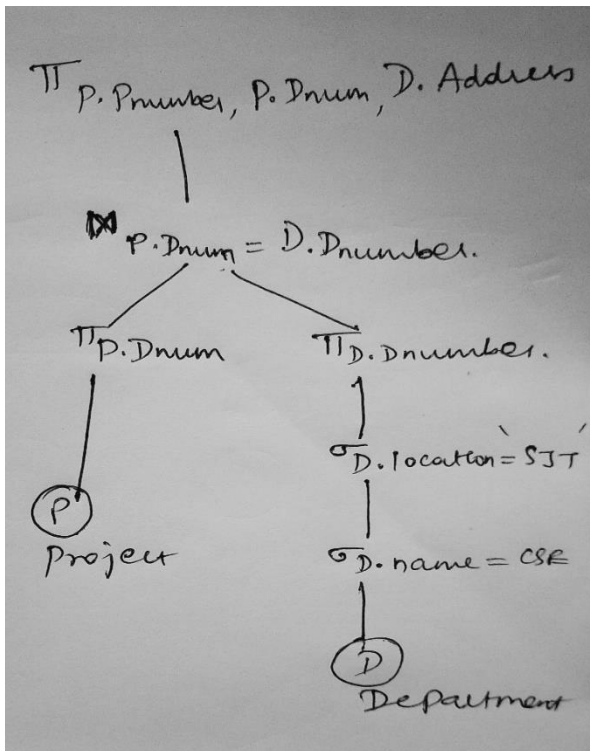 π P. Pnumber, P. Dnum, D. Address
⋈ P.Dnum = D.Dnumber.
π P.Dnum π D.Dnumber.
σ D.location = 'SJT'
P σ D.name = CSE
Project
D
Department